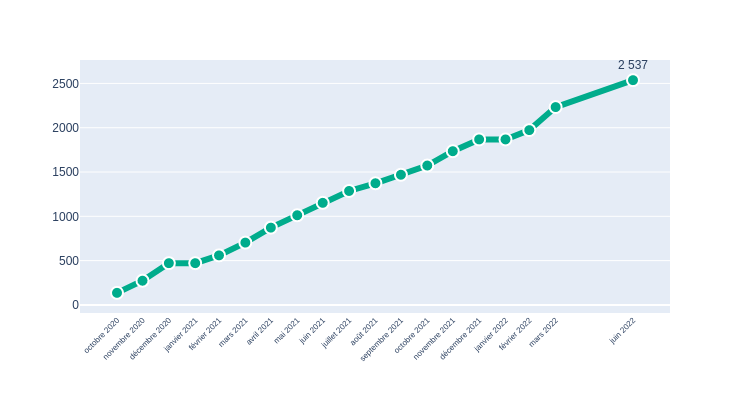 2 537
2500
2000
1500
1000
500
0
octobre 2020
novembre 2020
décembre 2020
janvier 2021
février 2021
mars 2021
avril 2021
mai 2021
juin 2021
juillet 2021
août 2021
septembre 2021
octobre 2021
novembre 2021
décembre 2021
janvier 2022
février 2022
mars 2022
juin 2022